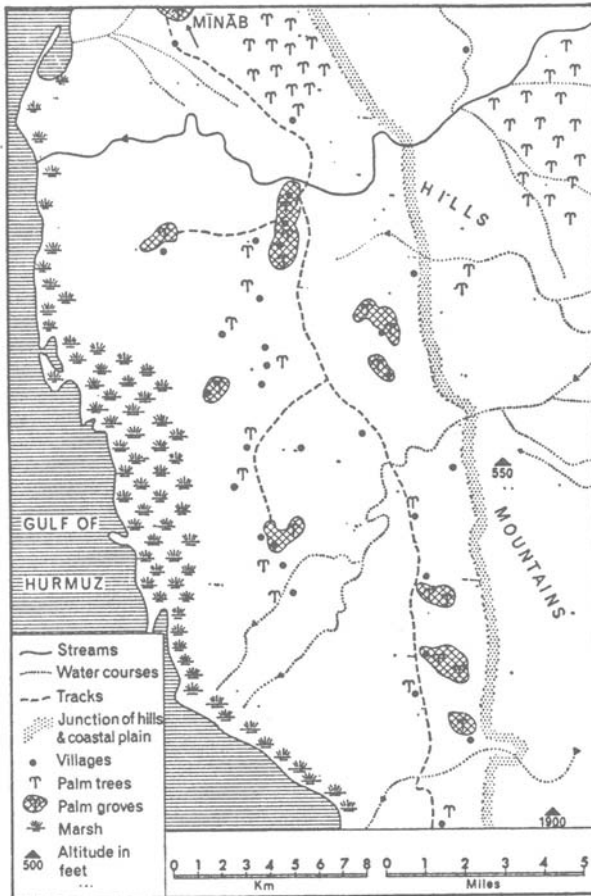 MĪNĀB
HILLS
550
MOUNTAINS
GULF OF
HURMUZ
Streams
Water courses
Tracks
Junction of hills
& coastal plain
Villages
Palm trees
Palm groves
Marsh
500 Altitude in
feet
1900
0 1 2 3 4 5 6 7 8
Km
0 1 2 3 4 5
Miles